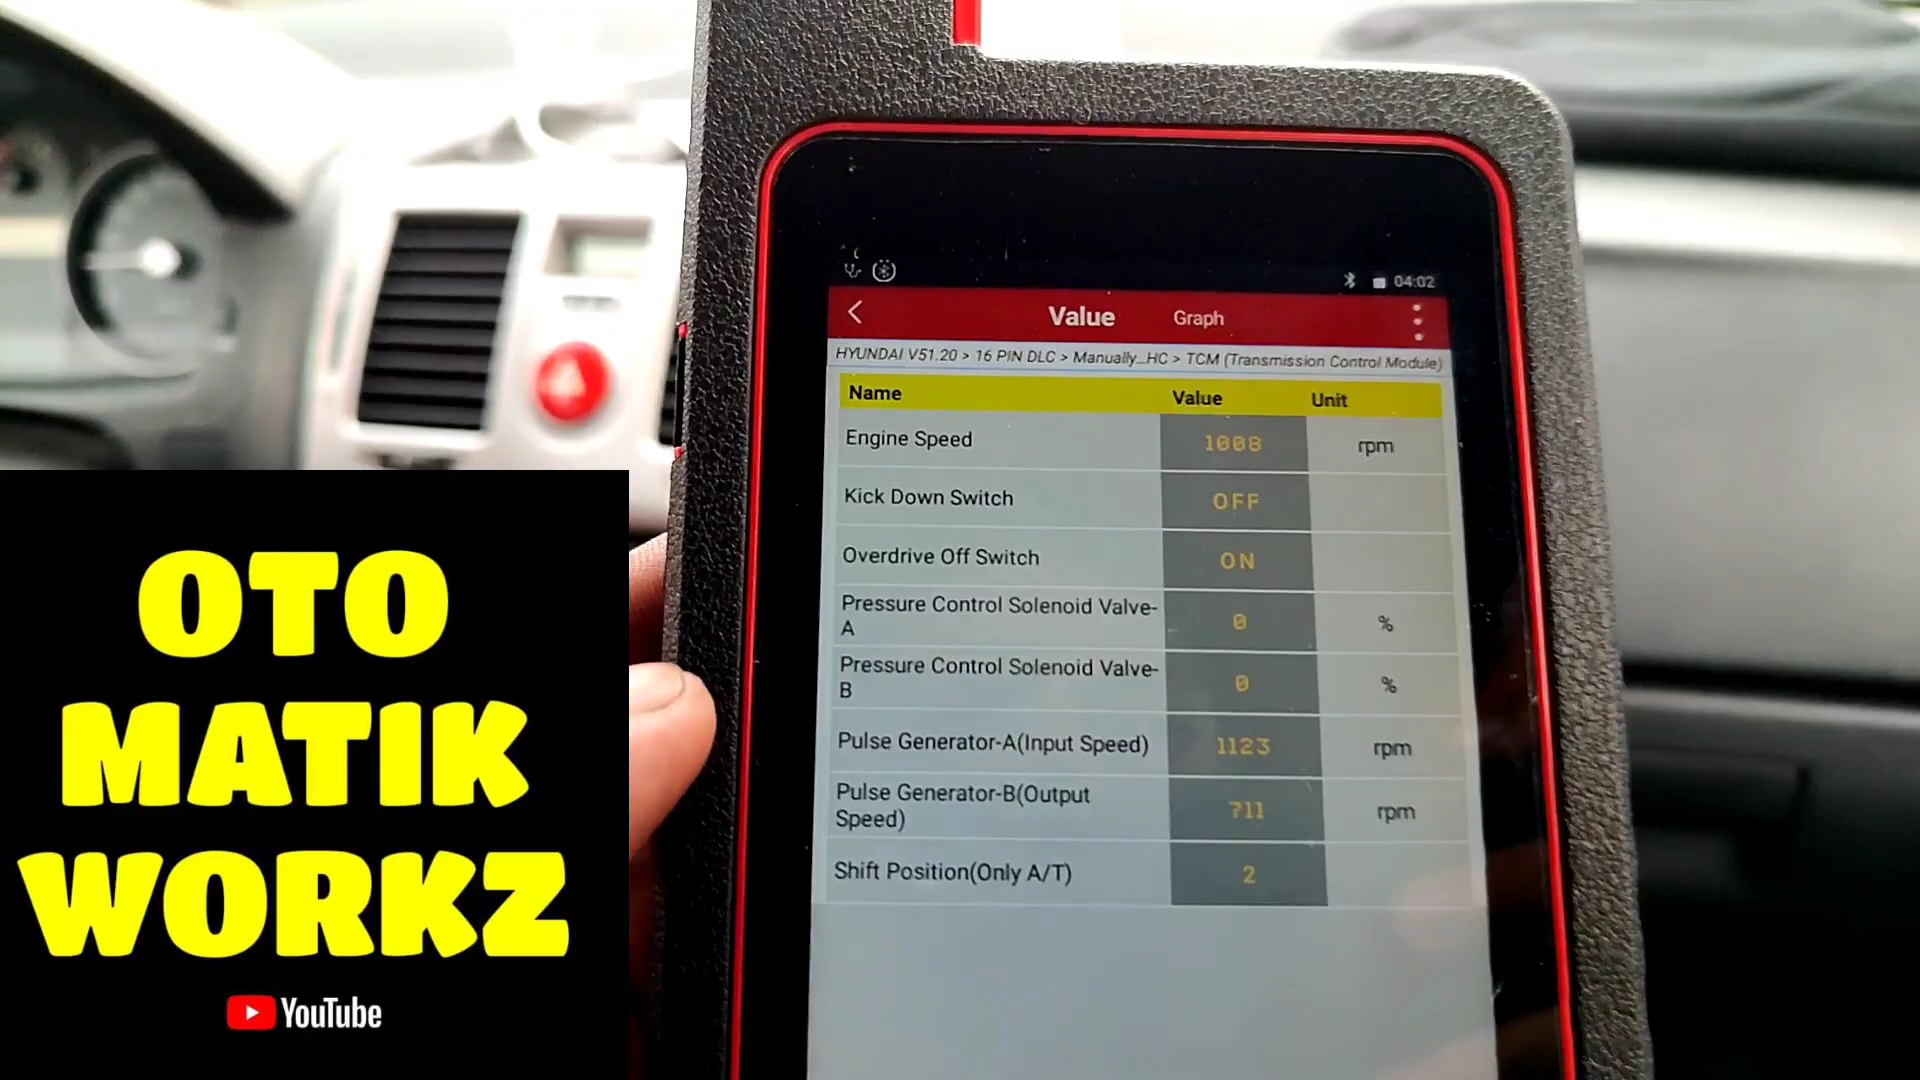 04:02
Value Graph
HYUNDAI V51.20 > 16 PIN DLC > Manually...HC > TCM (Transmission Control Module)
Name Value Unit
Engine Speed 1008 rpm
Kick Down Switch OFF
Overdrive Off Switch ON
Pressure Control Solenoid Valve-
A 0 %
Pressure Control Solenoid Valve-
B 0 %
Pulse Generator-A(Input Speed) 1123 rpm
Pulse Generator-B(Output
Speed) 711 rpm
Shift Position(Only A/T) 2
OTO
MATIK
WORKZ
YouTube